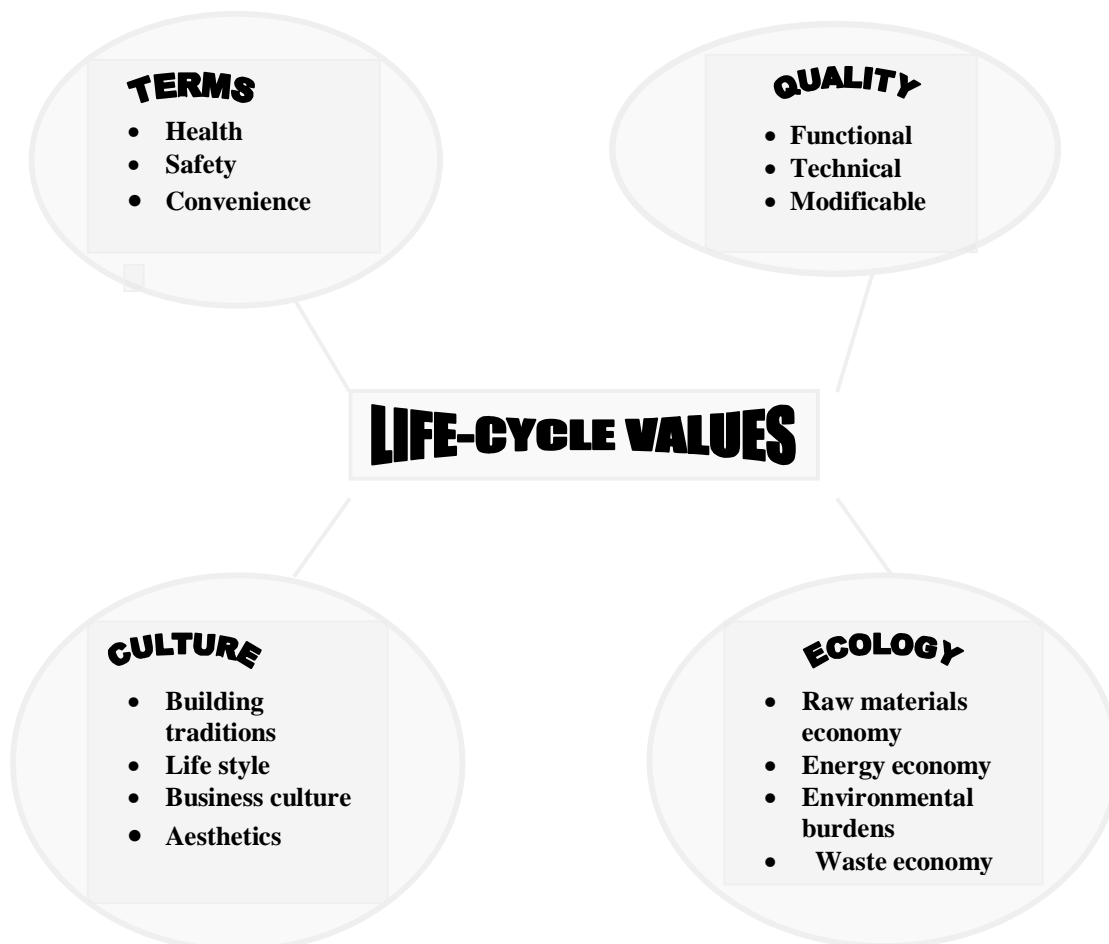 TERMS
• Health
• Safety
• Convenience
QUALITY
• Functional
• Technical
• Modificable
LIFE-CYCLE VALUES
CULTURE
• Building
traditions
• Life style
• Business culture
• Aesthetics
ECOLOGY
• Raw materials
economy
• Energy economy
• Environmental
burdens
• Waste economy